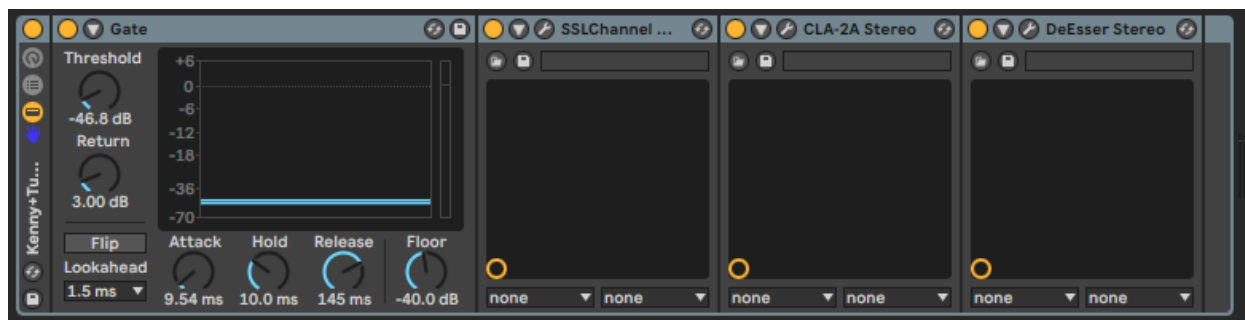 Gate
SSLChannel ...
CLA-2A Stereo
DeEsser Stereo
Kenny+Tu...
Threshold
-46.8 dB
Return
3.00 dB
Flip
Lookahead
1.5 ms
+6
0
-6
-12
-18
-36
-70
Attack
Hold
Release
Floor
9.54 ms
10.0 ms
145 ms
-40.0 dB
none
none
none
none
none
none